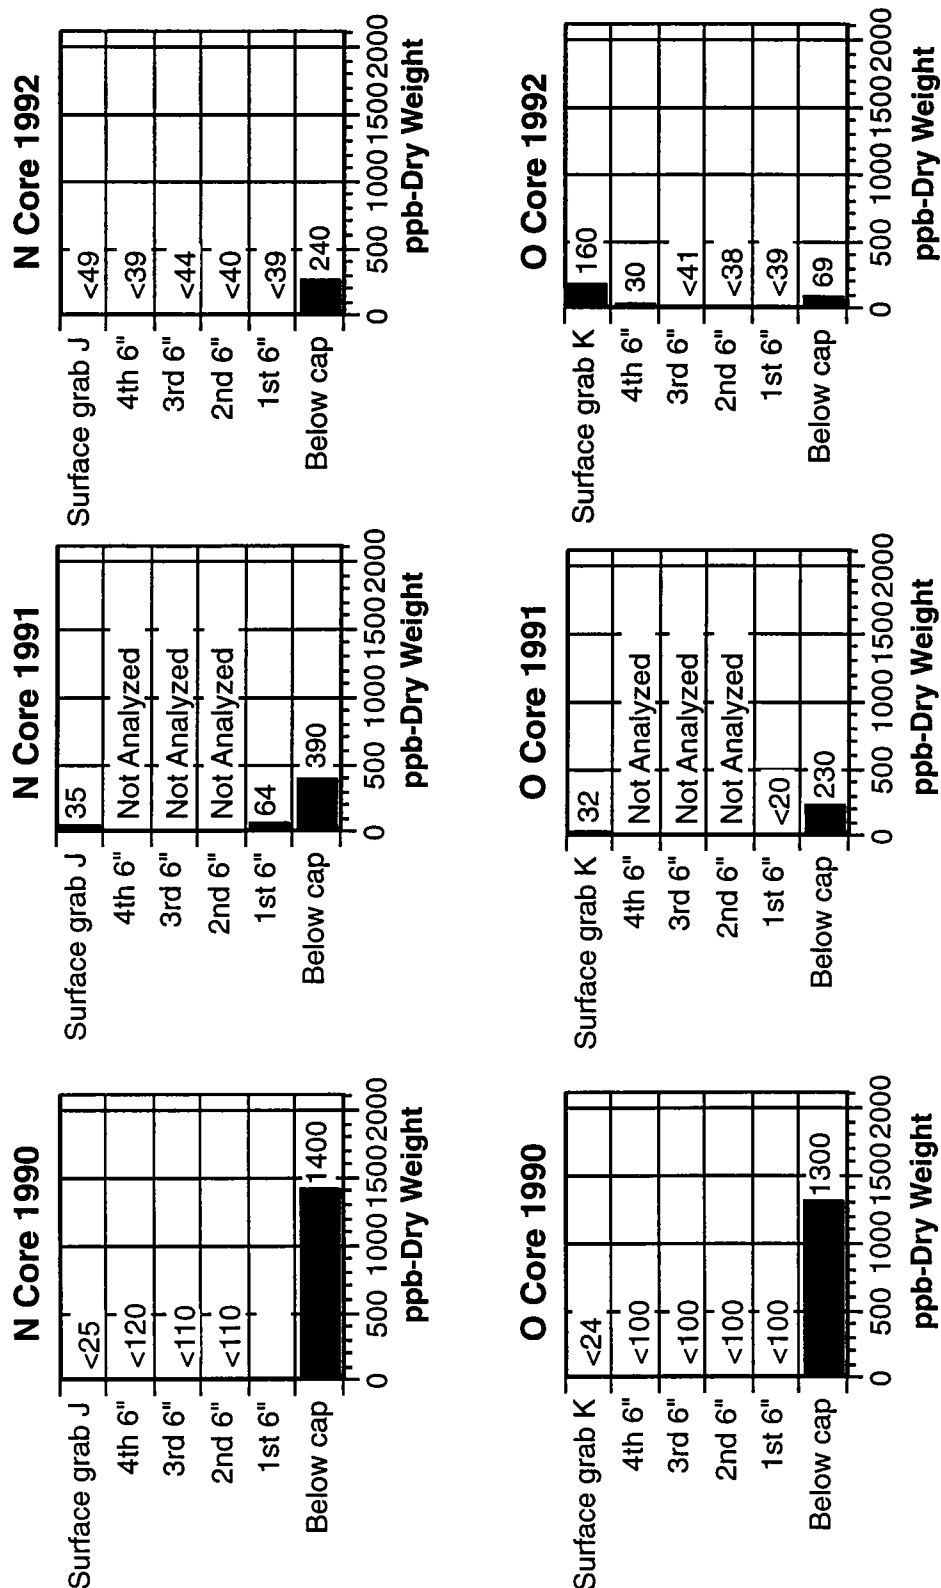 N Core 1990
Surface grab J <25
4th 6" <120
3rd 6" <110
2nd 6" <110
1st 6"
Below cap 1400
0 500 1000 1500 2000
ppb-Dry Weight
N Core 1991
Surface grab J 35
4th 6" Not Analyzed
3rd 6" Not Analyzed
2nd 6" Not Analyzed
1st 6" 64
Below cap 390
0 500 1000 1500 2000
ppb-Dry Weight
N Core 1992
Surface grab J <49
4th 6" <39
3rd 6" <44
2nd 6" <40
1st 6" <39
Below cap 240
0 500 1000 1500 2000
ppb-Dry Weight
O Core 1990
Surface grab K <24
4th 6" <100
3rd 6" <100
2nd 6" <100
1st 6" <100
Below cap 1300
0 500 1000 1500 2000
ppb-Dry Weight
O Core 1991
Surface grab K 32
4th 6" Not Analyzed
3rd 6" Not Analyzed
2nd 6" Not Analyzed
1st 6" <20
Below cap 230
0 500 1000 1500 2000
ppb-Dry Weight
O Core 1992
Surface grab K 160
4th 6" 30
3rd 6" <41
2nd 6" <38
1st 6" <39
Below cap 69
0 500 1000 1500 2000
ppb-Dry Weight